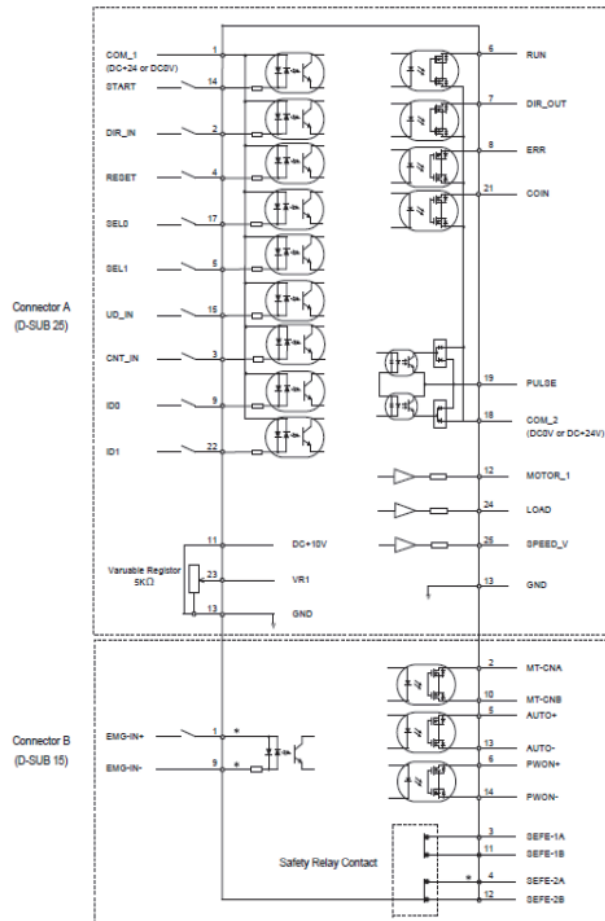 COM_1 1 6 RUN
(DC+24 or DC0V)
START 14
7 DIR_OUT
DIR_IN 2
8 ERR
RESET 4
21 COIN
SEL0 17
SEL1 5
Connector A
(D-SUB 25)
UD_IN 15
CNT_IN 3
19 PULSE
ID0 9
18 COM_2
(DC0V or DC+24V)
ID1 22
12 MOTOR_1
24 LOAD
11 DC+10V
25 SPEED_V
Varuable Registor
5KΩ
23 VR1
13 GND
13 GND
2 MT-CNA
10 MT-CNB
5 AUTO+
Connector B
(D-SUB 15)
EMG-IN+ 1 *
13 AUTO-
EMG-IN- 9 *
6 PWON+
14 PWON-
3 SEFE-1A
Safety Relay Contact
11 SEFE-1B
* 4 SEFE-2A
12 SEFE-2B